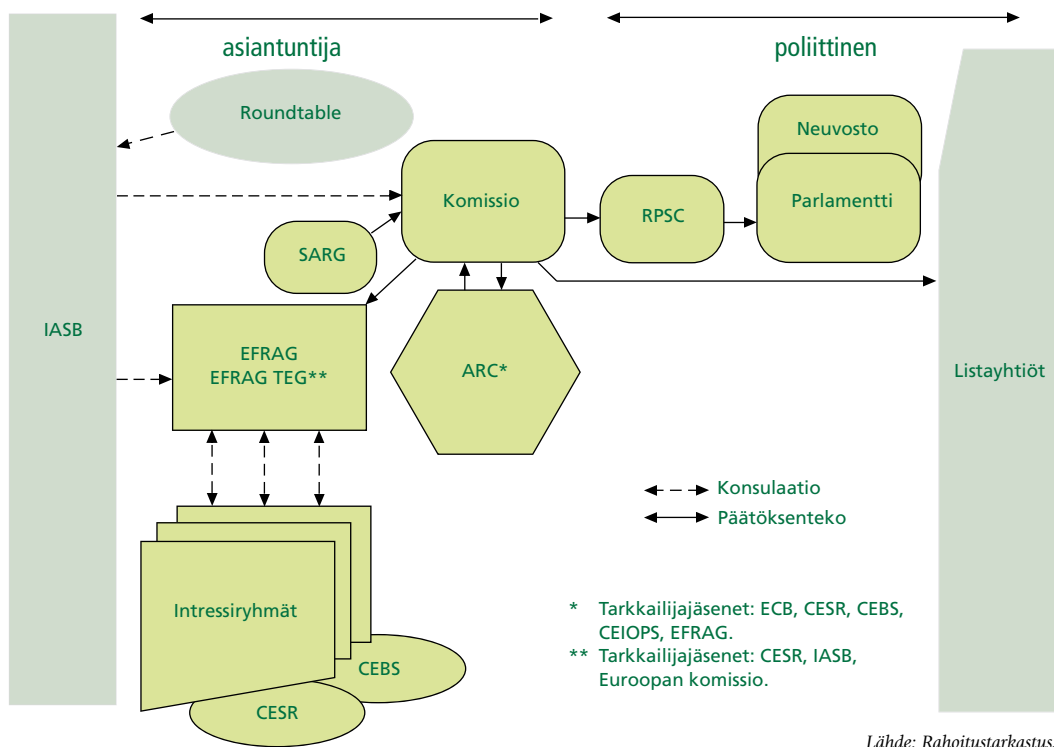 asiantuntija
poliittinen
Roundtable
Neuvosto
Komissio
RPSC
Parlamentti
SARG
IASB
EFRAG
EFRAG TEG**
ARC*
Listayhtiöt
Konsulaatio
Päätöksenteko
Intressiryhmät
CEBS
CESR
* Tarkkailijajäsenet: ECB, CESR, CEBS,
CEIOPS, EFRAG.
** Tarkkailijajäsenet: CESR, IASB,
Euroopan komissio.
Lähde: Rahoitustarkastus.